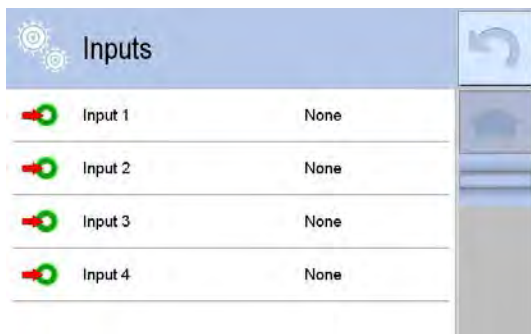 Inputs
Input 1 None
Input 2 None
Input 3 None
Input 4 None